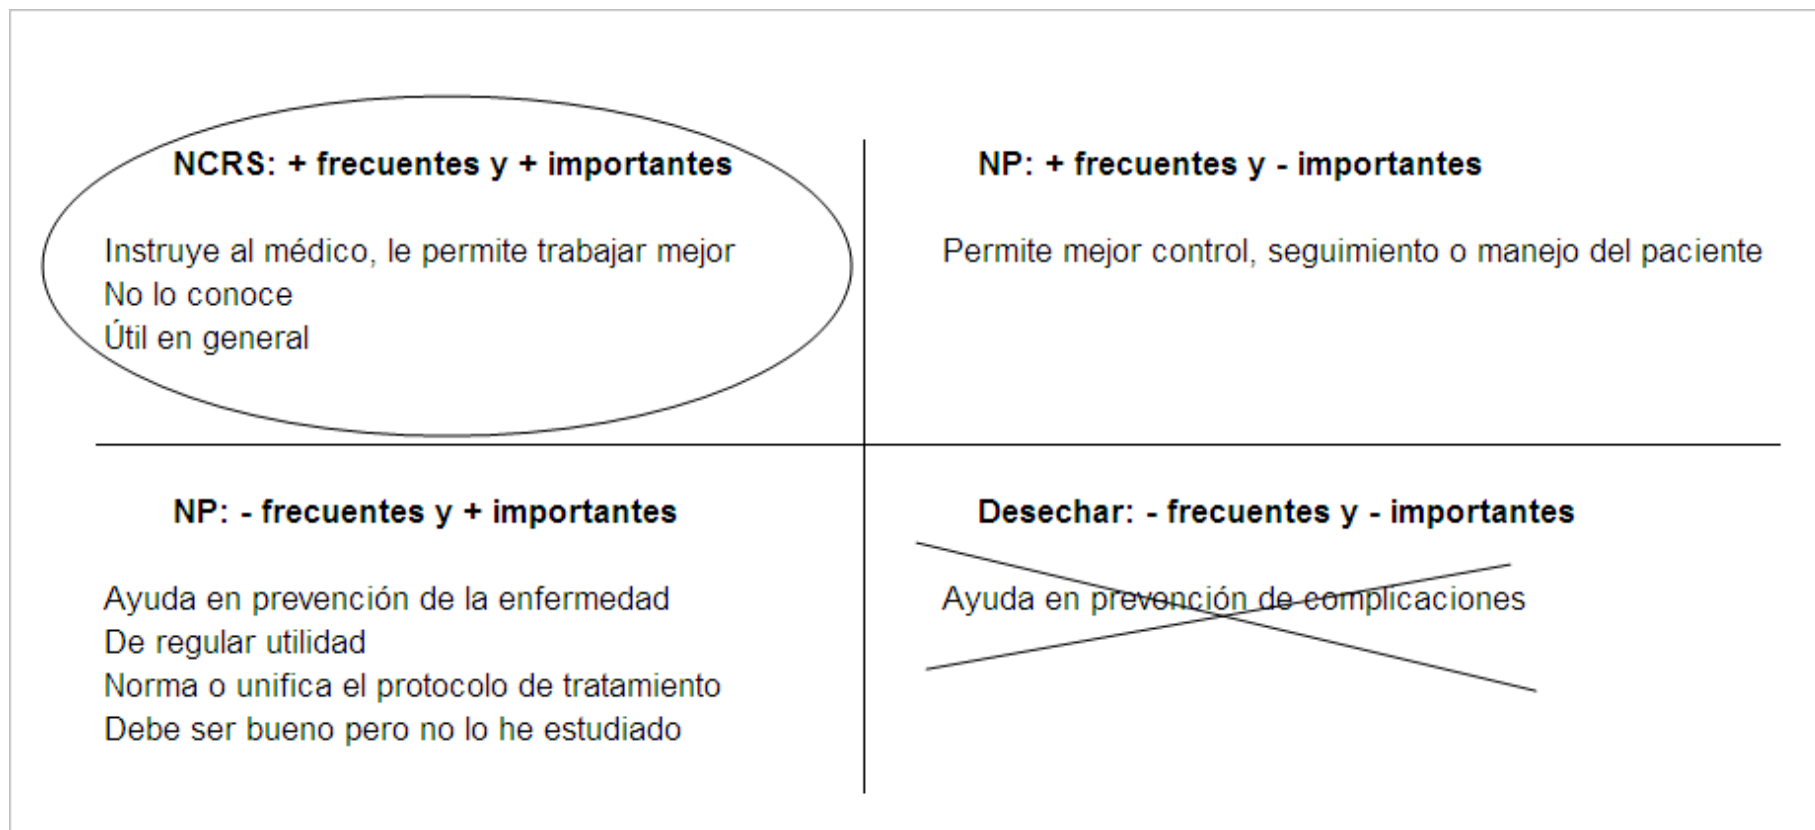 NCRS: + frecuentes y + importantes
Instruye al médico, le permite trabajar mejor
No lo conoce
Útil en general
NP: + frecuentes y - importantes
Permite mejor control, seguimiento o manejo del paciente
NP: - frecuentes y + importantes
Ayuda en prevención de la enfermedad
De regular utilidad
Norma o unifica el protocolo de tratamiento
Debe ser bueno pero no lo he estudiado
Desechar: - frecuentes y - importantes
Ayuda en prevención de complicaciones